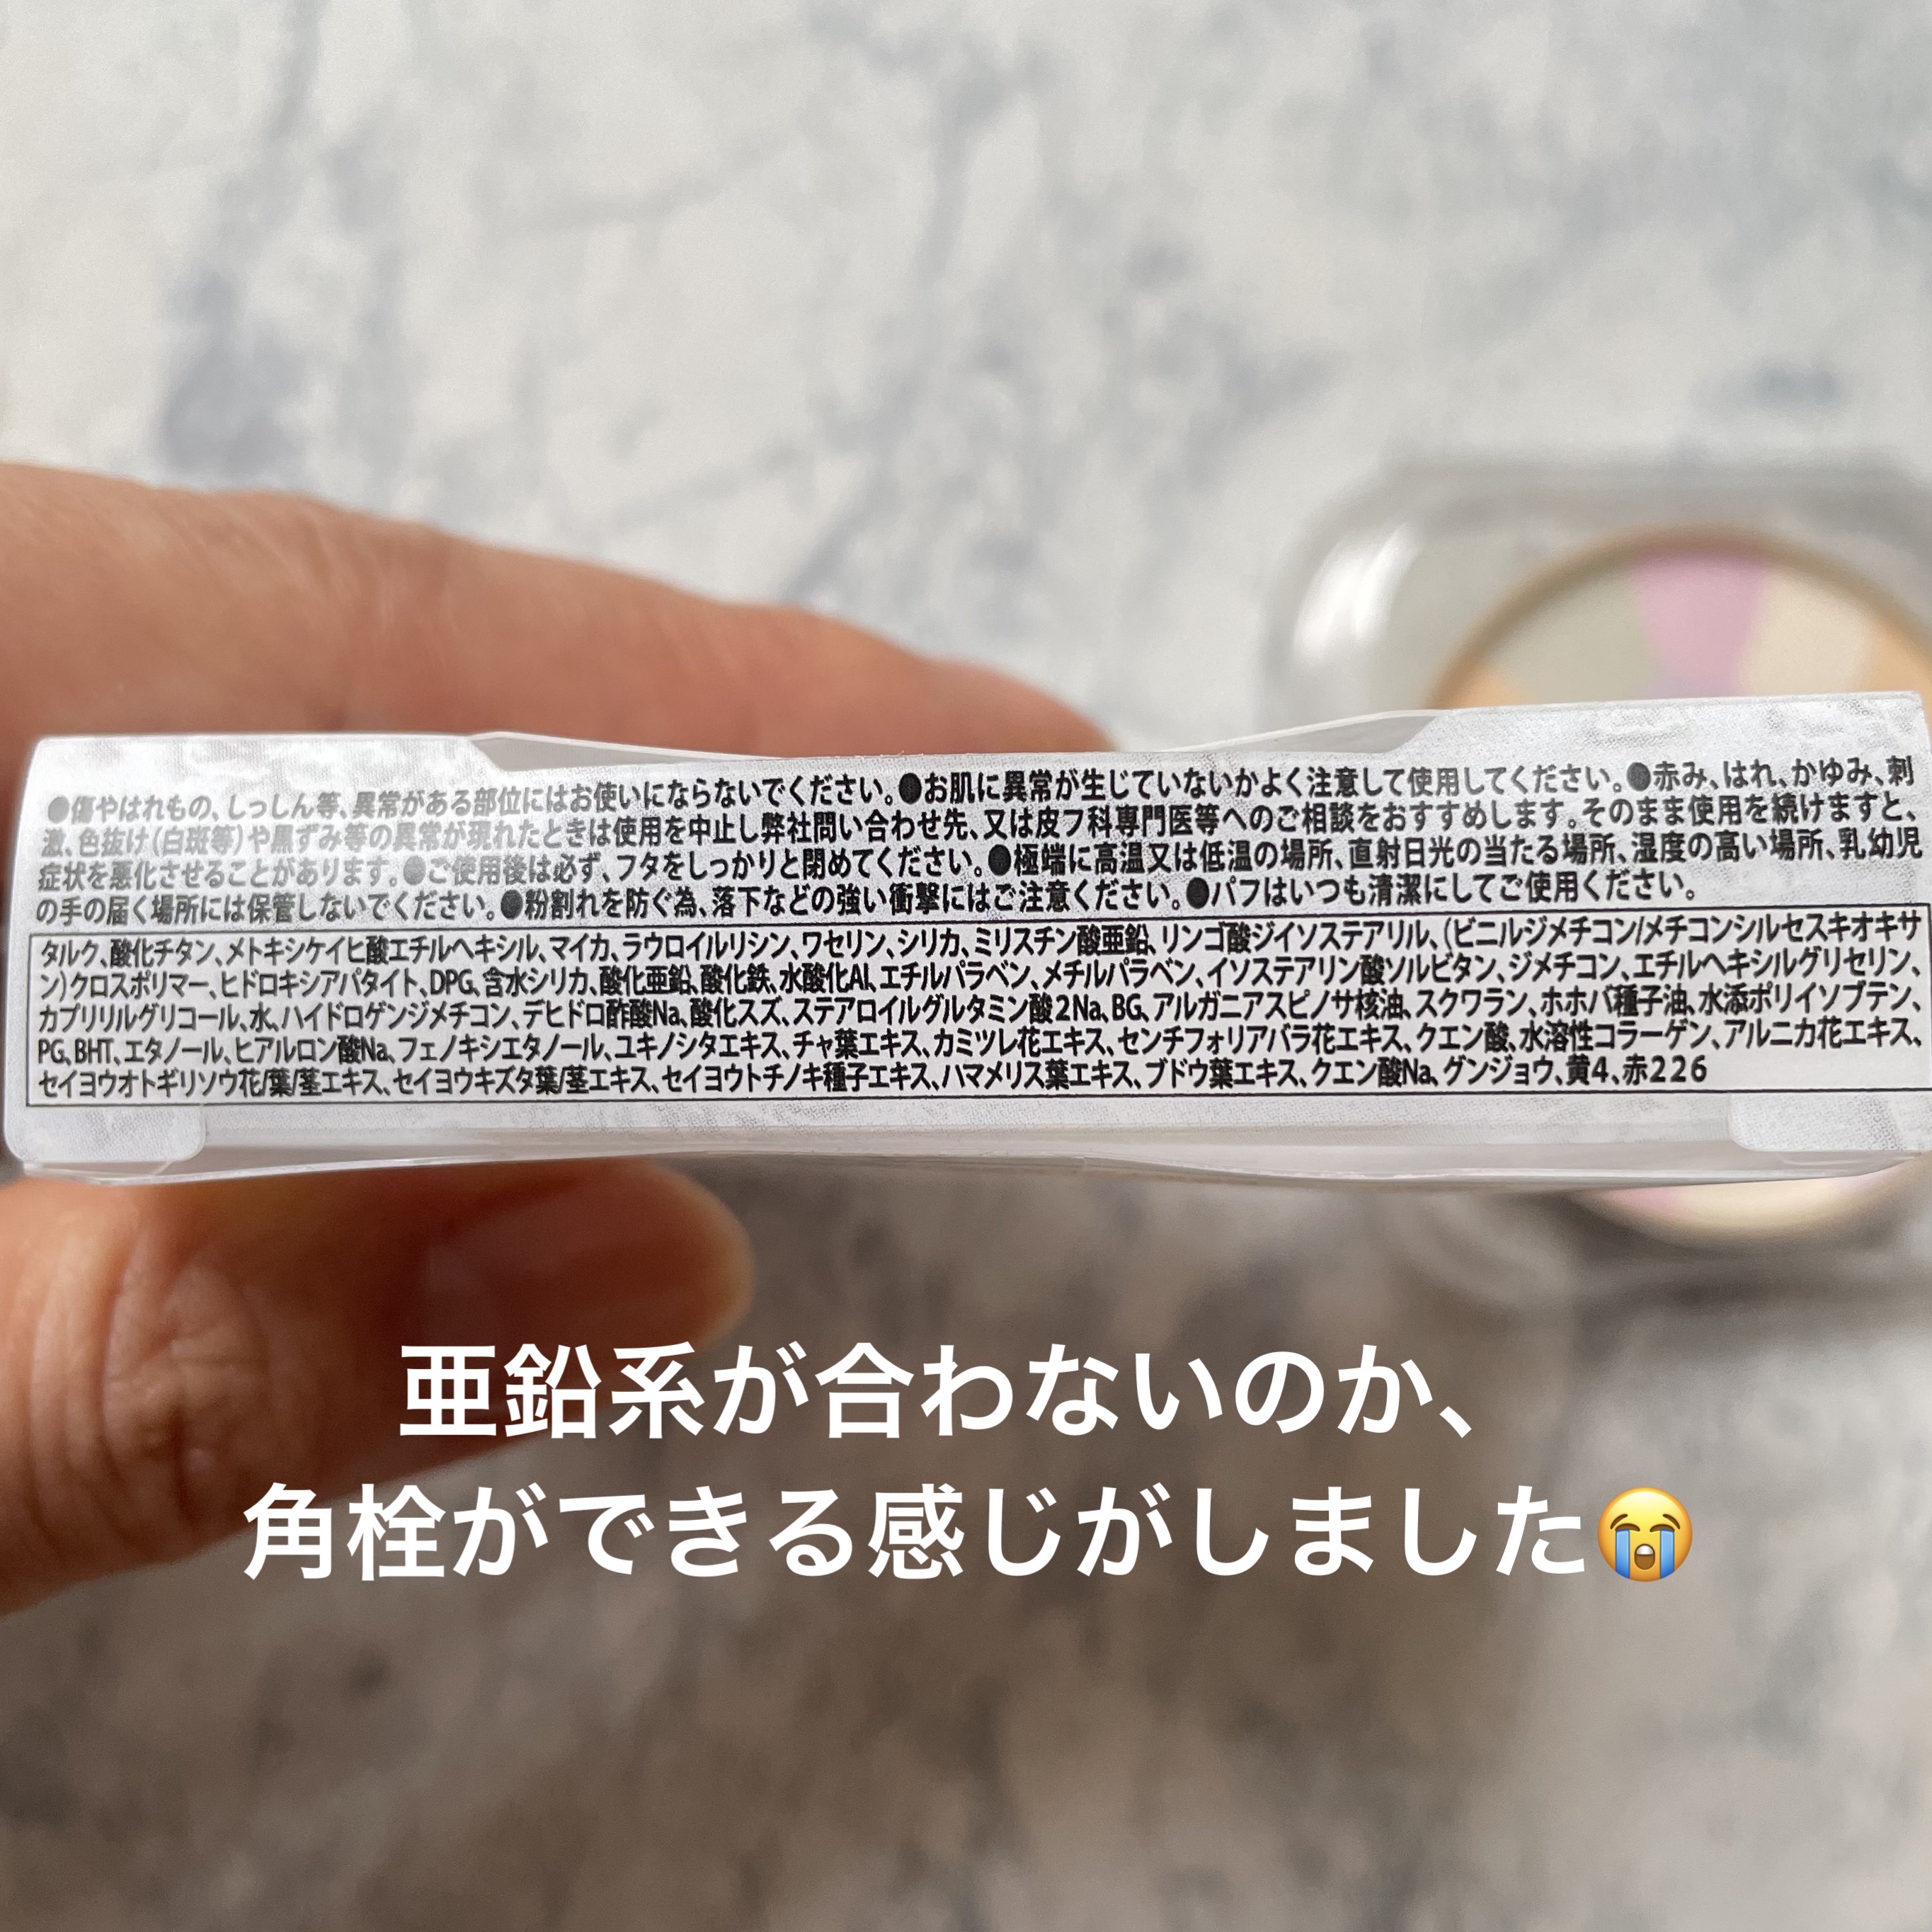 ●傷やはれもの、しっしん等、異常がある部位にはお使いにならないでください。●お肌に異常が生じていないかよく注意して使用してください。●赤み、はれ、かゆみ、刺
激、色抜け(白斑等)や黒ずみ等の異常が現れたときは使用を中止し弊社問い合わせ先、又は皮フ科専門医等へのご相談をおすすめします。そのまま使用を続けますと、
症状を悪化させることがあります。●ご使用後は必ず、フタをしっかりと閉めてください。●極端に高温又は低温の場所、直射日光の当たる場所、湿度の高い場所、乳幼児
の手の届く場所には保管しないでください。●粉割れを防ぐ為、落下などの強い衝撃にはご注意ください。●パフはいつも清潔にしてご使用ください。
タルク、酸化チタン、メトキシケイヒ酸エチルヘキシル、マイカ、ラウロイルリシン、ワセリン、シリカ、ミリスチン酸亜鉛、リンゴ酸ジイソステアリル、(ビニルジメチコン/メチコンシルセスキオキサ
ン)クロスポリマー、ヒドロキシアパタイト、DPG、含水シリカ、酸化亜鉛、酸化鉄、水酸化Al、エチルパラベン、メチルパラベン、イソステアリン酸ソルビタン、ジメチコン、エチルヘキシルグリセリン、
カプリリルグリコール、水、ハイドロゲンジメチコン、デヒドロ酢酸Na、酸化スズ、ステアロイルグルタミン酸2Na、BG、アルガニアスピノサ核油、スクワラン、ホホバ種子油、水添ポリイソブテン、
PG、BHT、エタノール、ヒアルロン酸Na、フェノキシエタノール、ユキノシタエキス、チャ葉エキス、カミツレ花エキス、センチフォリアバラ花エキス、クエン酸、水溶性コラーゲン、アルニカ花エキス、
セイヨウオトギリソウ花/葉/茎エキス、セイヨウキズタ葉/茎エキス、セイヨウトチノキ種子エキス、ハマメリス葉エキス、ブドウ葉エキス、クエン酸Na、グンジョウ、黄4、赤226
亜鉛系が合わないのか、
角栓ができる感じがしました😭